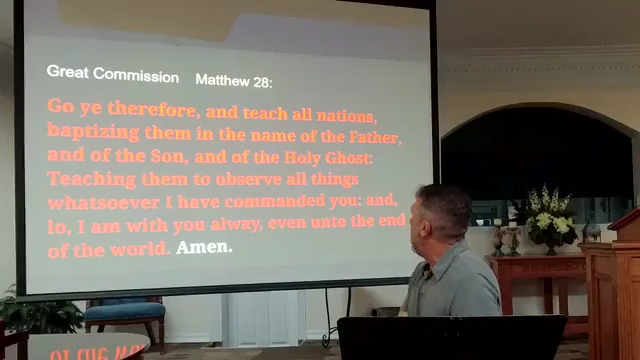 Great Commission Matthew 28:
Go ye therefore, and teach all nations,
baptizing them in the name of the Father,
and of the Son, and of the Holy Ghost:
Teaching them to observe all things
whatsoever I have commanded you: and,
lo, I am with you alway, even unto the end
of the world. Amen.